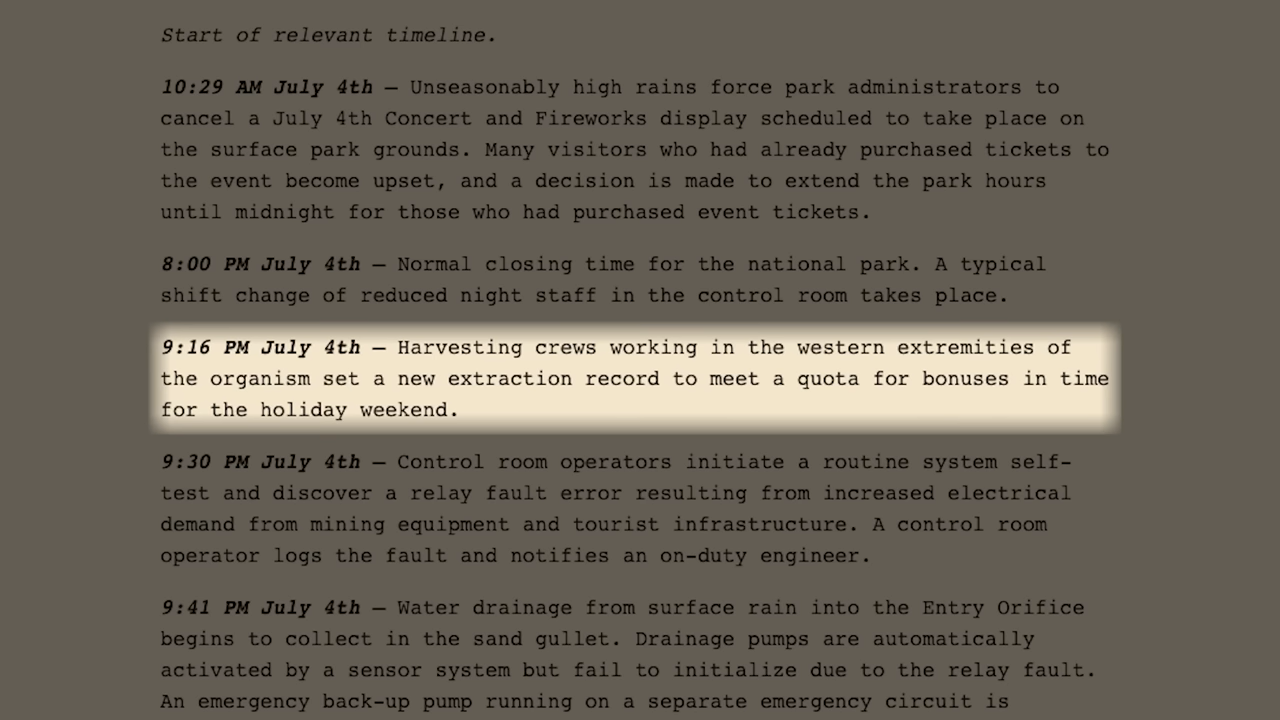 Start of relevant timeline.
10:29 AM July 4th — Unseasonably high rains force park administrators to
cancel a July 4th Concert and Fireworks display scheduled to take place on
the surface park grounds. Many visitors who had already purchased tickets to
the event become upset, and a decision is made to extend the park hours
until midnight for those who had purchased event tickets.
8:00 PM July 4th — Normal closing time for the national park. A typical
shift change of reduced night staff in the control room takes place.
9:16 PM July 4th — Harvesting crews working in the western extremities of
the organism set a new extraction record to meet a quota for bonuses in time
for the holiday weekend.
9:30 PM July 4th — Control room operators initiate a routine system self-
test and discover a relay fault error resulting from increased electrical
demand from mining equipment and tourist infrastructure. A control room
operator logs the fault and notifies an on-duty engineer.
9:41 PM July 4th — Water drainage from surface rain into the Entry Orifice
begins to collect in the sand gullet. Drainage pumps are automatically
activated by a sensor system but fail to initialize due to the relay fault.
An emergency back-up pump running on a separate emergency circuit is